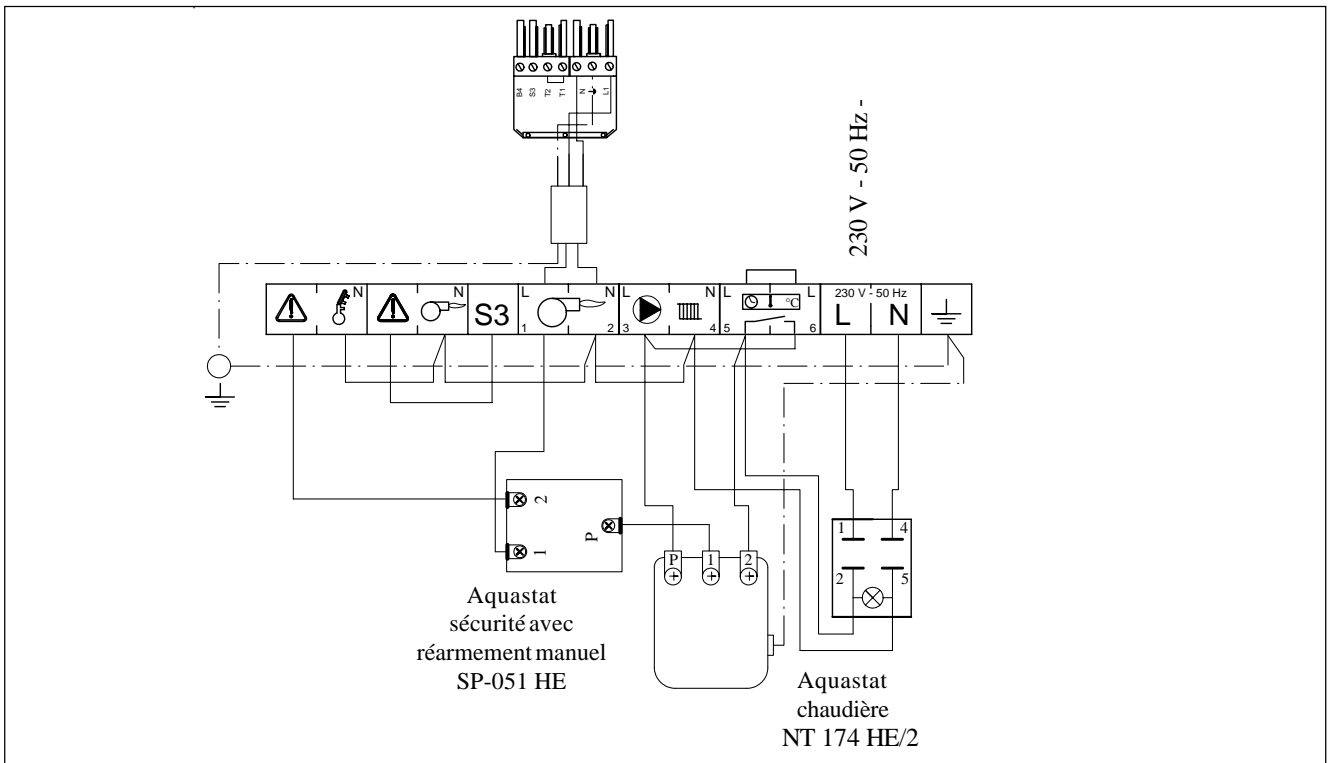 B4 S3 T2 T1 N L1
230 V - 50 Hz -
N N L N L N L L 230 V - 50 Hz
S3 °C L N
1 2 3 4 5 6
2
1
P
P 1 2
1 4
2 5
Aquastat
sécurité avec
réarmement manuel
SP-051 HE
Aquastat
chaudière
NT 174 HE/2